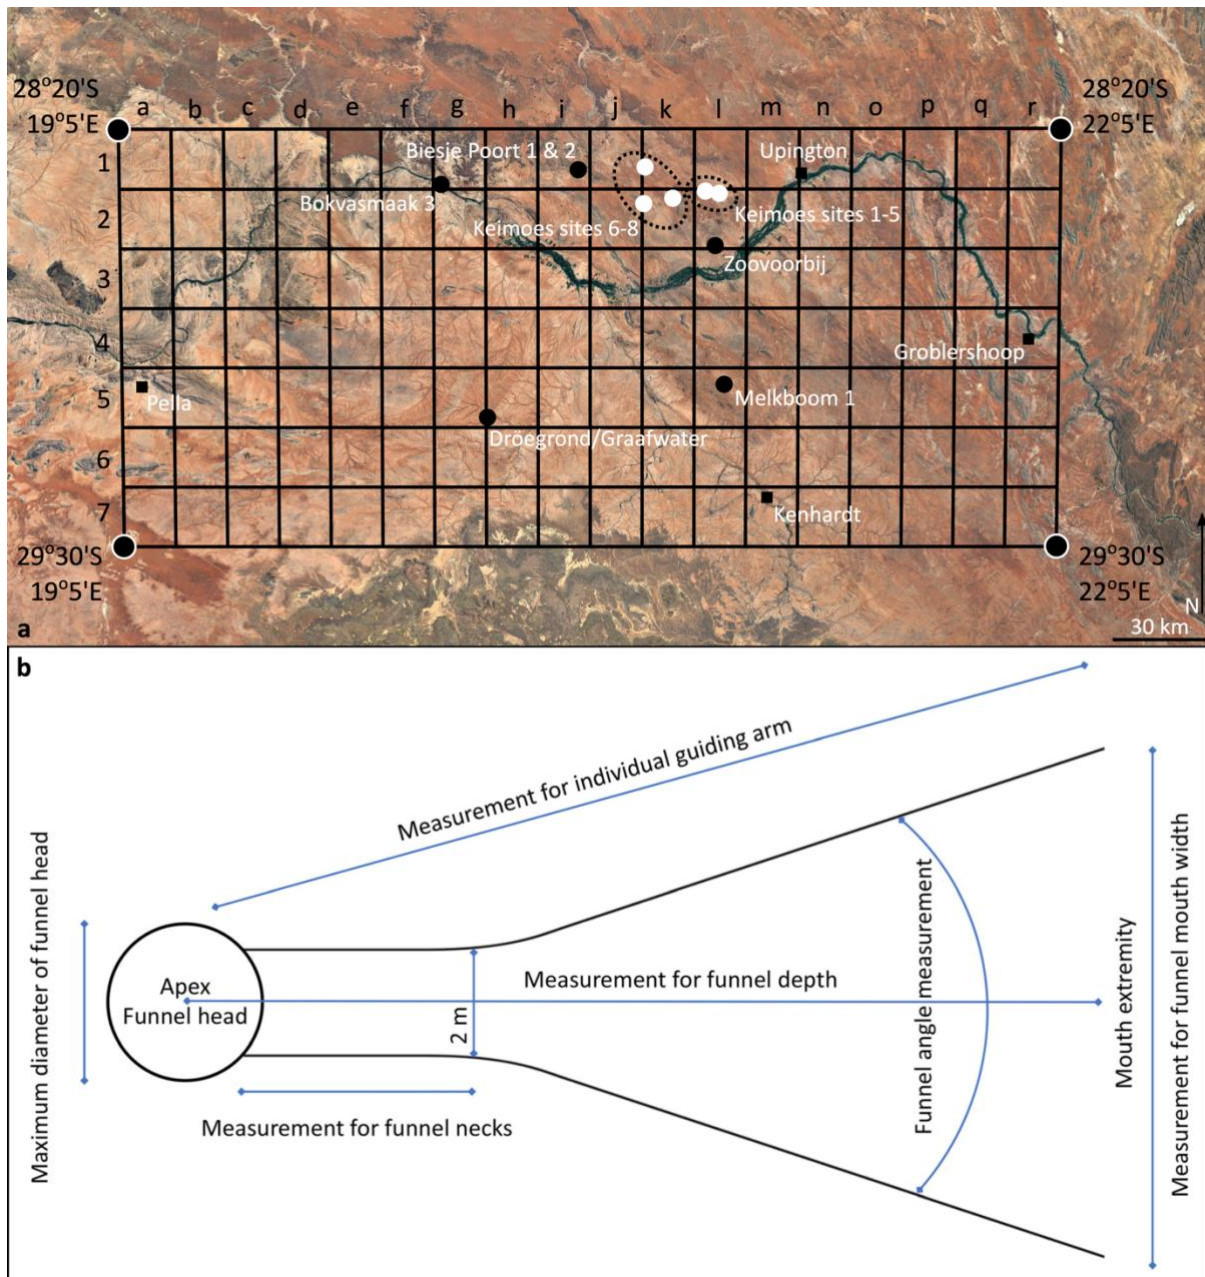 28°20'S
19°5'E
a b c d e f g h i j k l m n o p q r
28°20'S
22°5'E
1
2
3
4
5
6
7
Biesje Poort 1 & 2
Upington
Bokvasmaak 3
Keimoes sites 6-8
Keimoes sites 1-5
Zoovoorbij
Groblershoop
Pella
Melkboom 1
Dröegrond/Graafwater
Kenhardt
29°30'S
19°5'E
29°30'S
22°5'E
N
30 km
a
b
Measurement for individual guiding arm
Maximum diameter of funnel head
Apex
Funnel head
Measurement for funnel depth
2 m
Measurement for funnel necks
Funnel angle measurement
Mouth extremity
Measurement for funnel mouth width